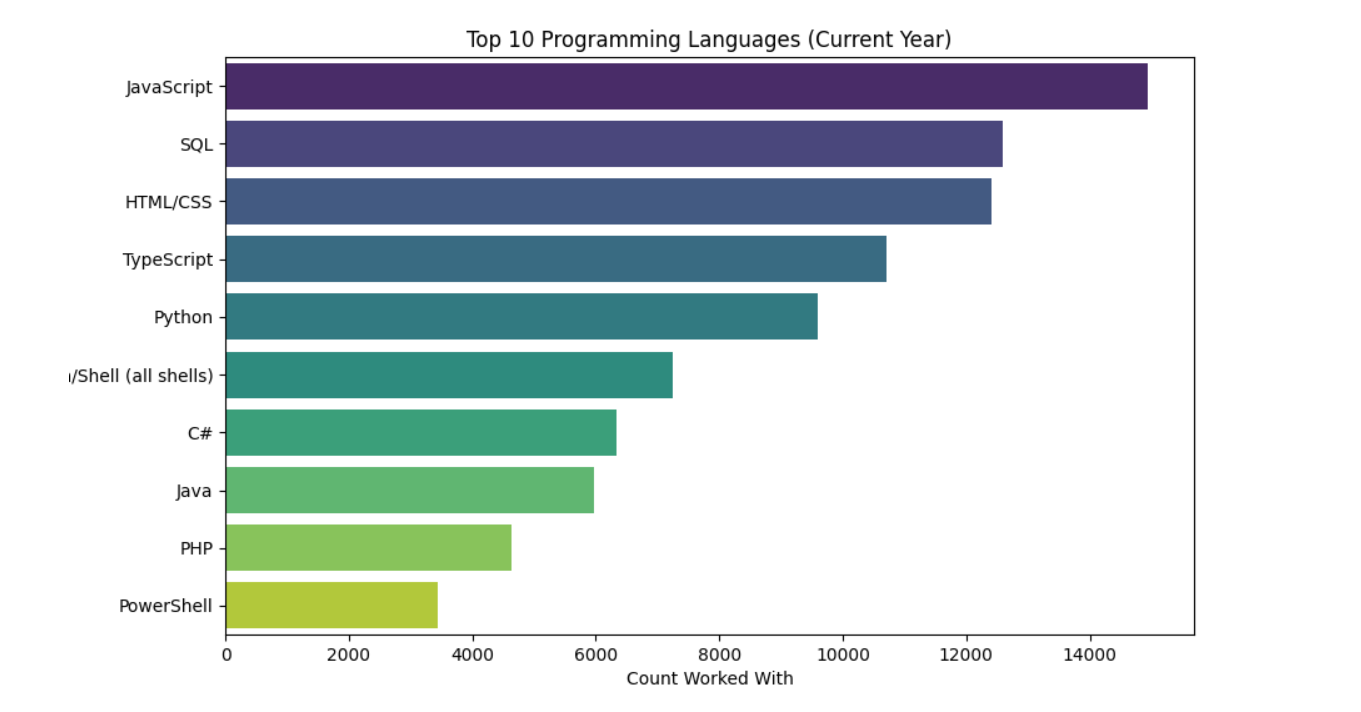 Top 10 Programming Languages (Current Year)
JavaScript
SQL
HTML/CSS
TypeScript
Python
/Shell (all shells)
C#
Java
PHP
PowerShell
0 2000 4000 6000 8000 10000 12000 14000
Count Worked With